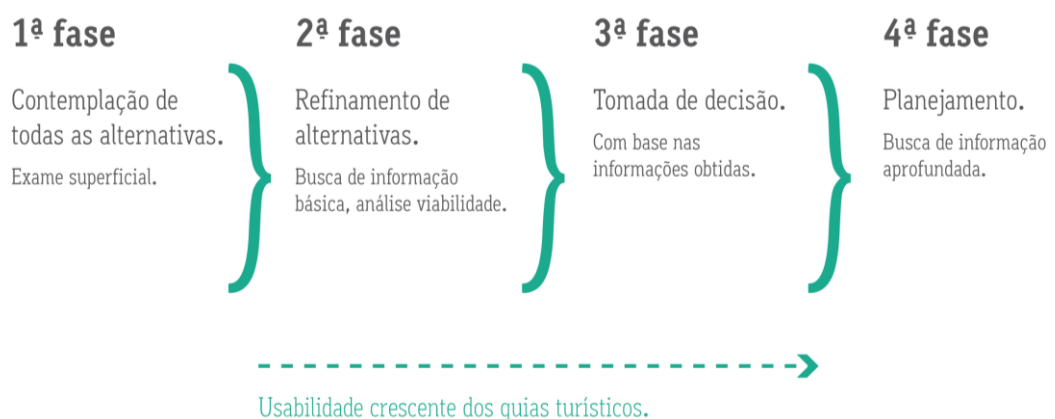 1ª fase
Contemplação de
todas as alternativas.
Exame superficial.
2ª fase
Refinamento de
alternativas.
Busca de informação
básica, análise viabilidade.
3ª fase
Tomada de decisão.
Com base nas
informações obtidas.
4ª fase
Planejamento.
Busca de informação
aprofundada.
Usabilidade crescente dos guias turísticos.